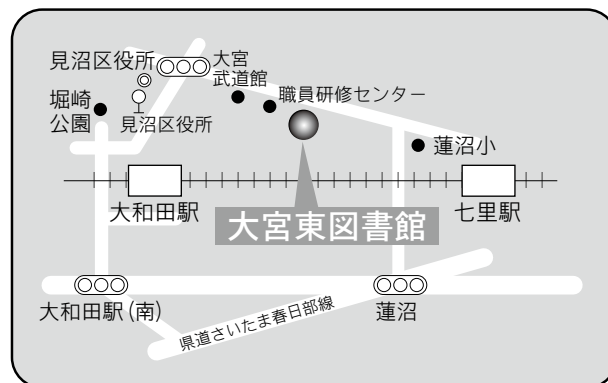 見沼区役所
大宮
武道館
職員研修センター
堀崎
公園
見沼区役所
蓮沼小
大和田駅
七里駅
大宮東図書館
大和田駅(南)
県道さいたま春日部線
蓮沼